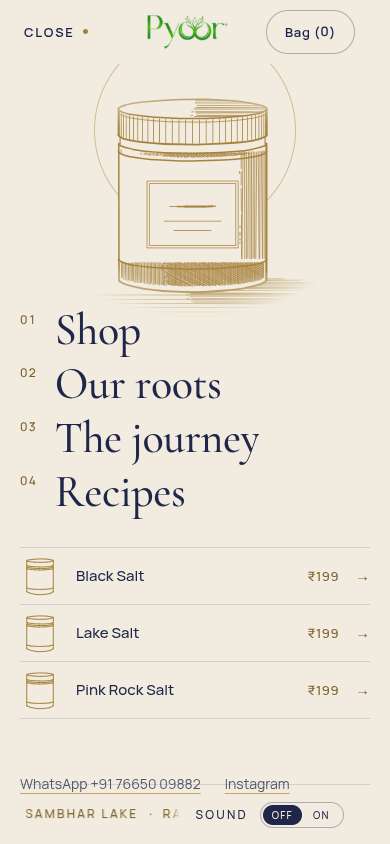 CLOSE
Pyoor
Bag (0)
01 Shop
02 Our roots
03 The journey
04 Recipes
Black Salt ₹199 →
Lake Salt ₹199 →
Pink Rock Salt ₹199 →
WhatsApp +91 76650 09882 Instagram
SAMBHAR LAKE ·
SOUND OFF ON